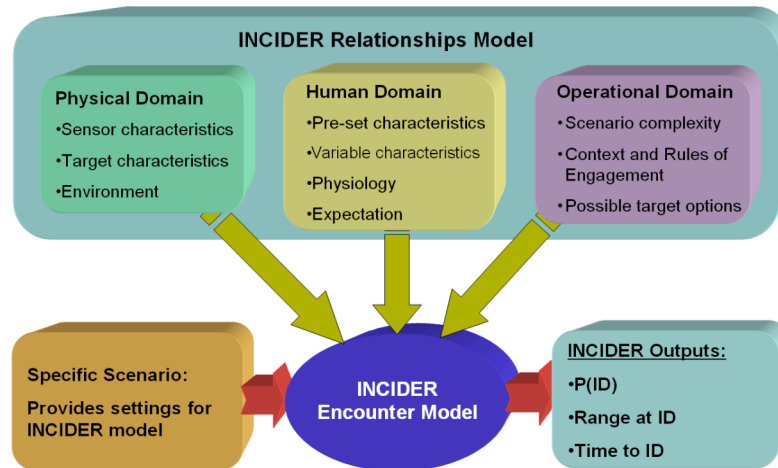 INCIDER Relationships Model
Physical Domain
•Sensor characteristics
•Target characteristics
•Environment
Human Domain
•Pre-set characteristics
•Variable characteristics
•Physiology
•Expectation
Operational Domain
•Scenario complexity
•Context and Rules of
Engagement
•Possible target options
Specific Scenario:
Provides settings for
INCIDER model
INCIDER
Encounter Model
INCIDER Outputs:
•P(ID)
•Range at ID
•Time to ID